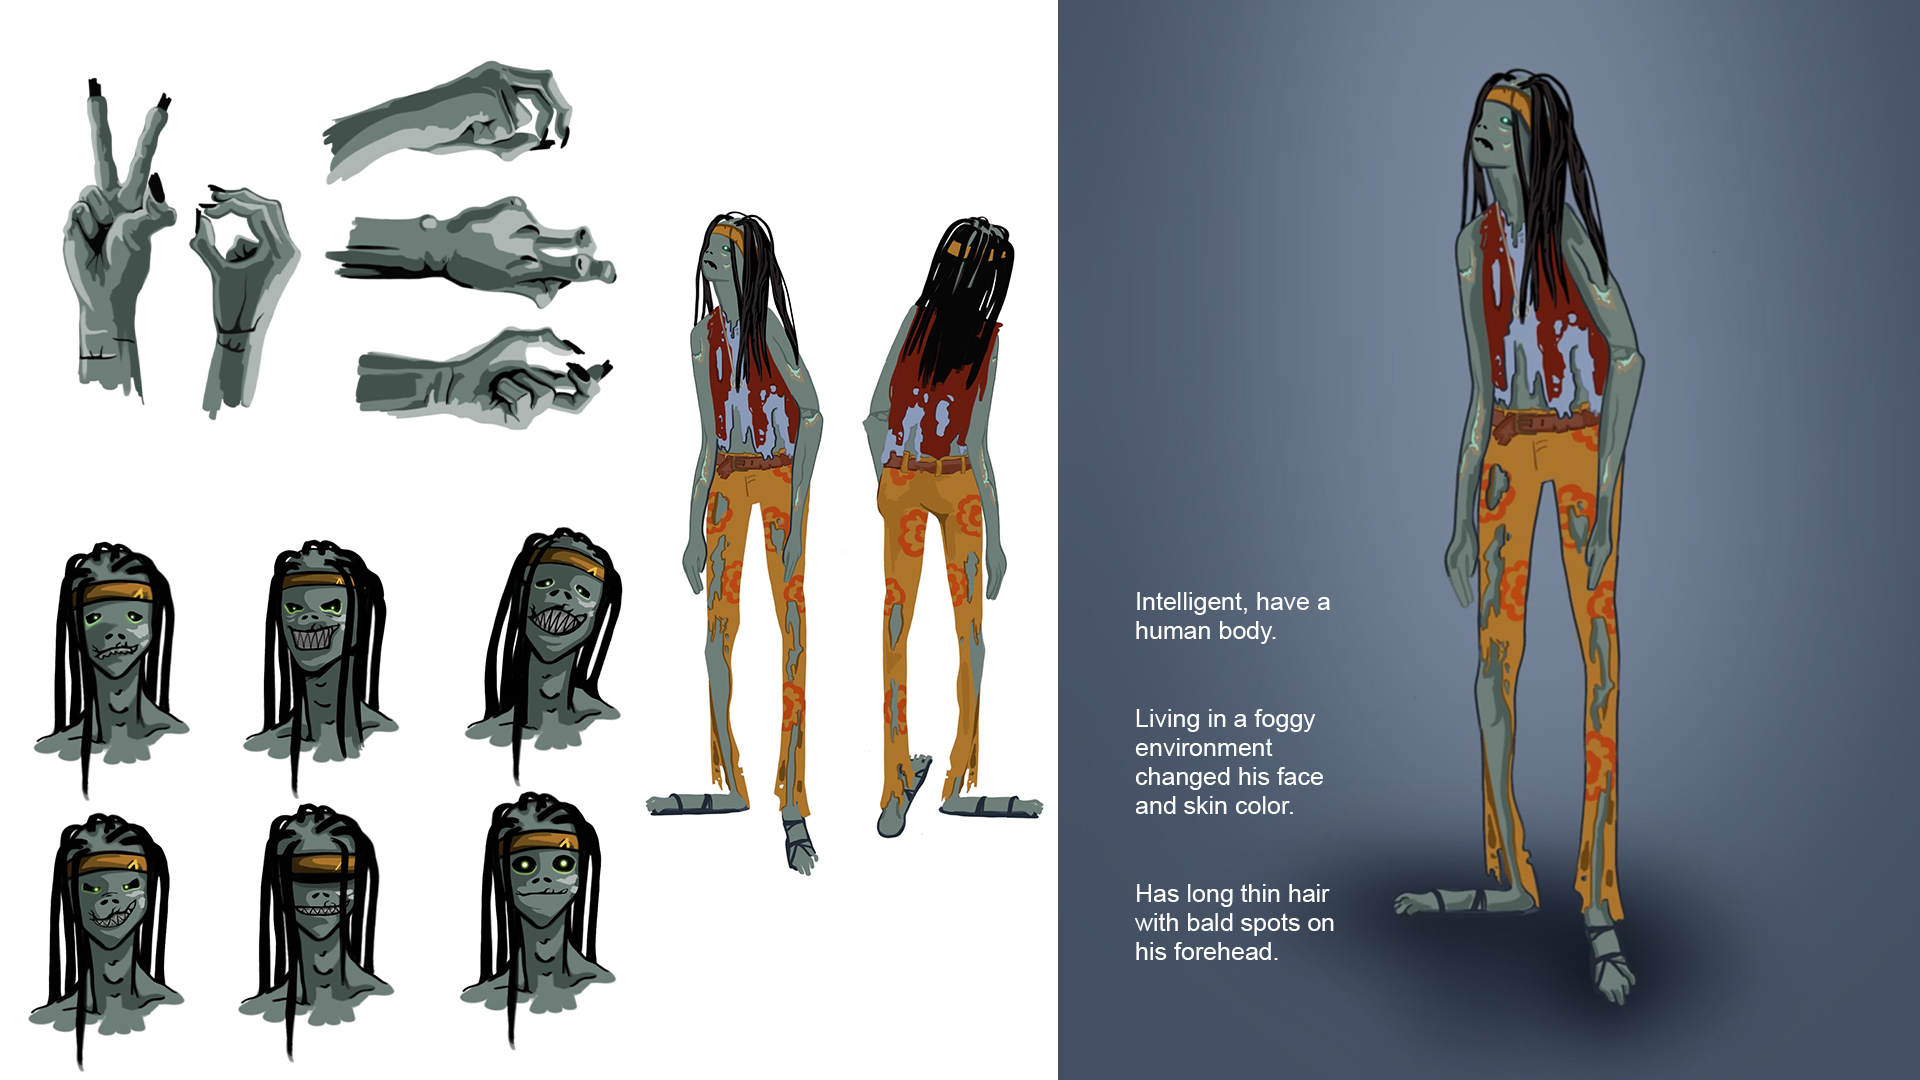 Intelligent, have a
human body.
Living in a foggy
environment
changed his face
and skin color.
Has long thin hair
with bald spots on
his forehead.